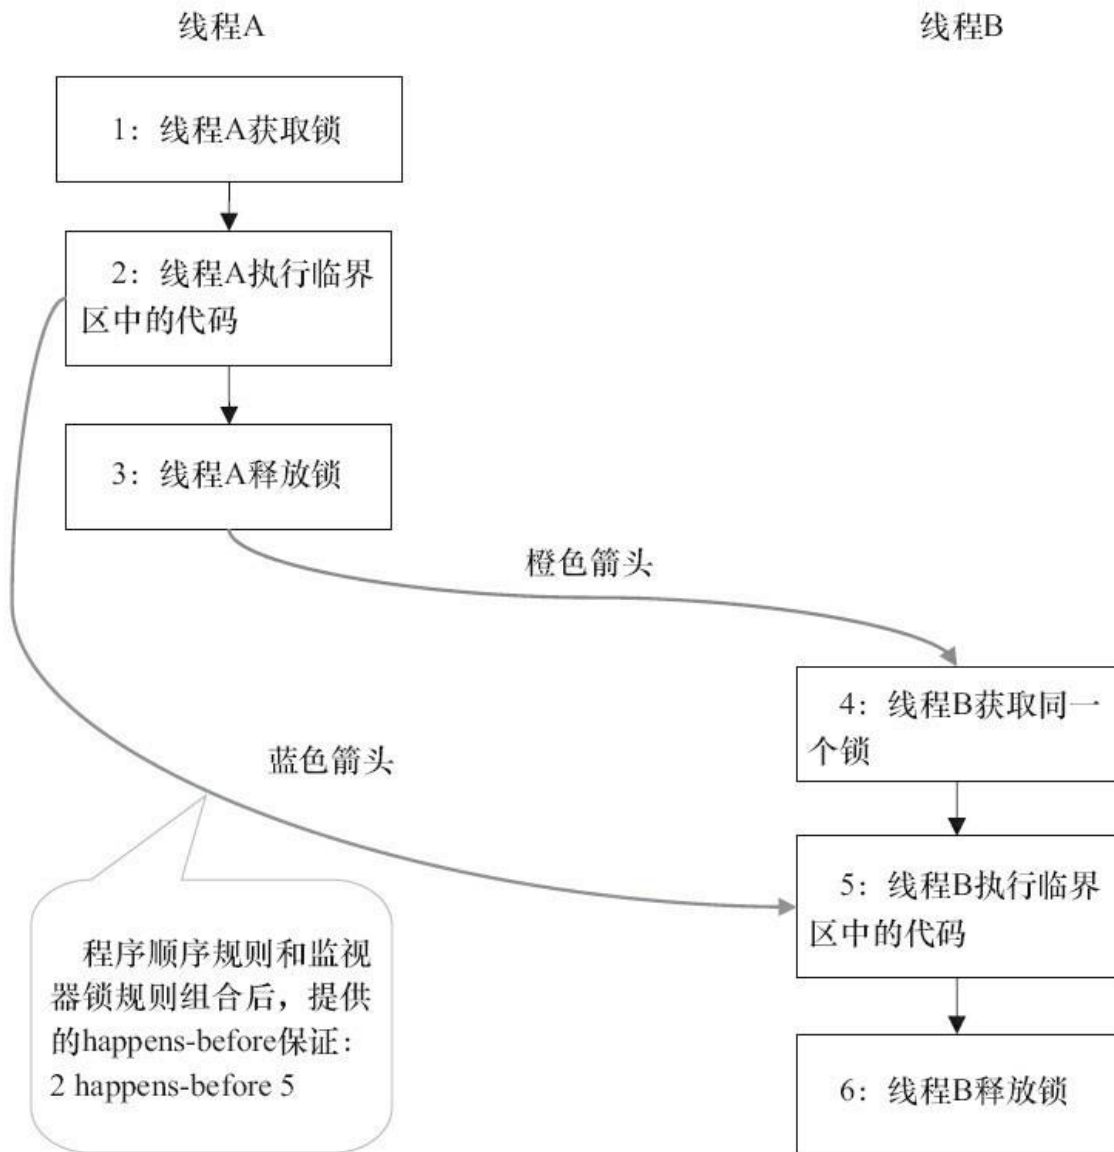 线程A
线程B
1：线程A获取锁
2：线程A执行临界
区中的代码
3：线程A释放锁
橙色箭头
4：线程B获取同一
个锁
蓝色箭头
5：线程B执行临界
区中的代码
程序顺序规则和监视
器锁规则组合后，提供
的happens-before保证：
2 happens-before 5
6：线程B释放锁